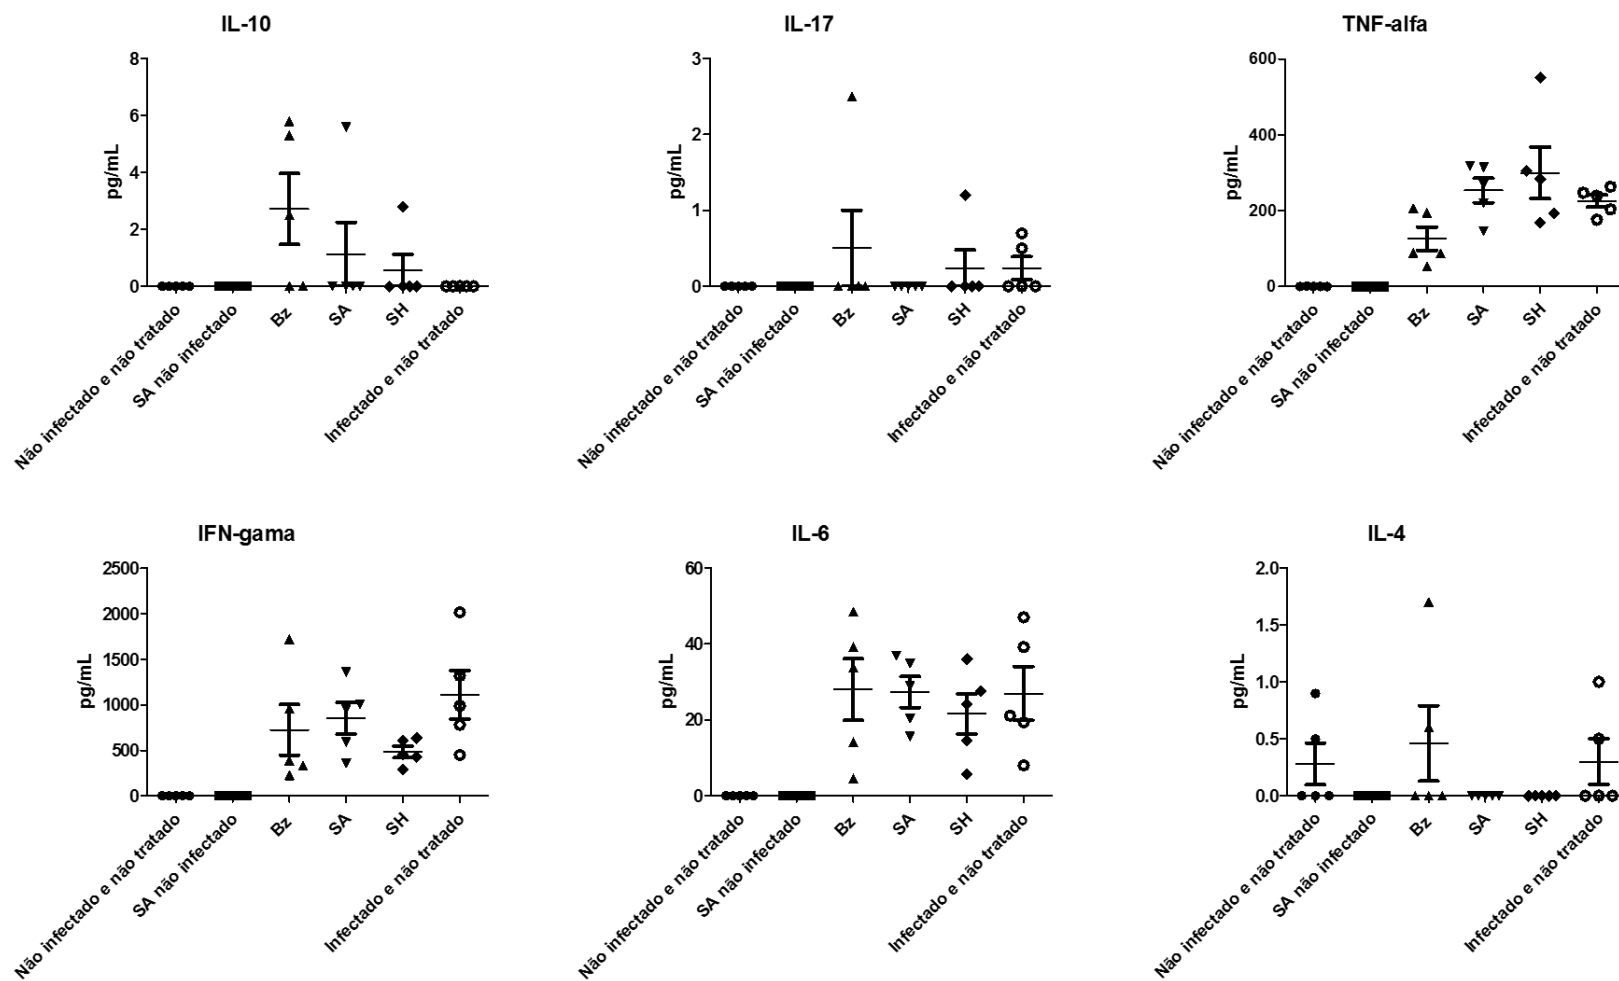 IL-10
8
6
4
2
0
pg/mL
Não infectado e não tratado
SA não infectado
Bz
SA
SH
Infectado e não tratado
IL-17
3
2
1
0
pg/mL
Não infectado e não tratado
SA não infectado
Bz
SA
SH
Infectado e não tratado
TNF-alfa
600
400
200
0
pg/mL
Não infectado e não tratado
SA não infectado
Bz
SA
SH
Infectado e não tratado
IFN-gama
2500
2000
1500
1000
500
0
pg/mL
Não infectado e não tratado
SA não infectado
Bz
SA
SH
Infectado e não tratado
IL-6
60
40
20
0
pg/mL
Não infectado e não tratado
SA não infectado
Bz
SA
SH
Infectado e não tratado
IL-4
2.0
1.5
1.0
0.5
0.0
pg/mL
Não infectado e não tratado
SA não infectado
Bz
SA
SH
Infectado e não tratado